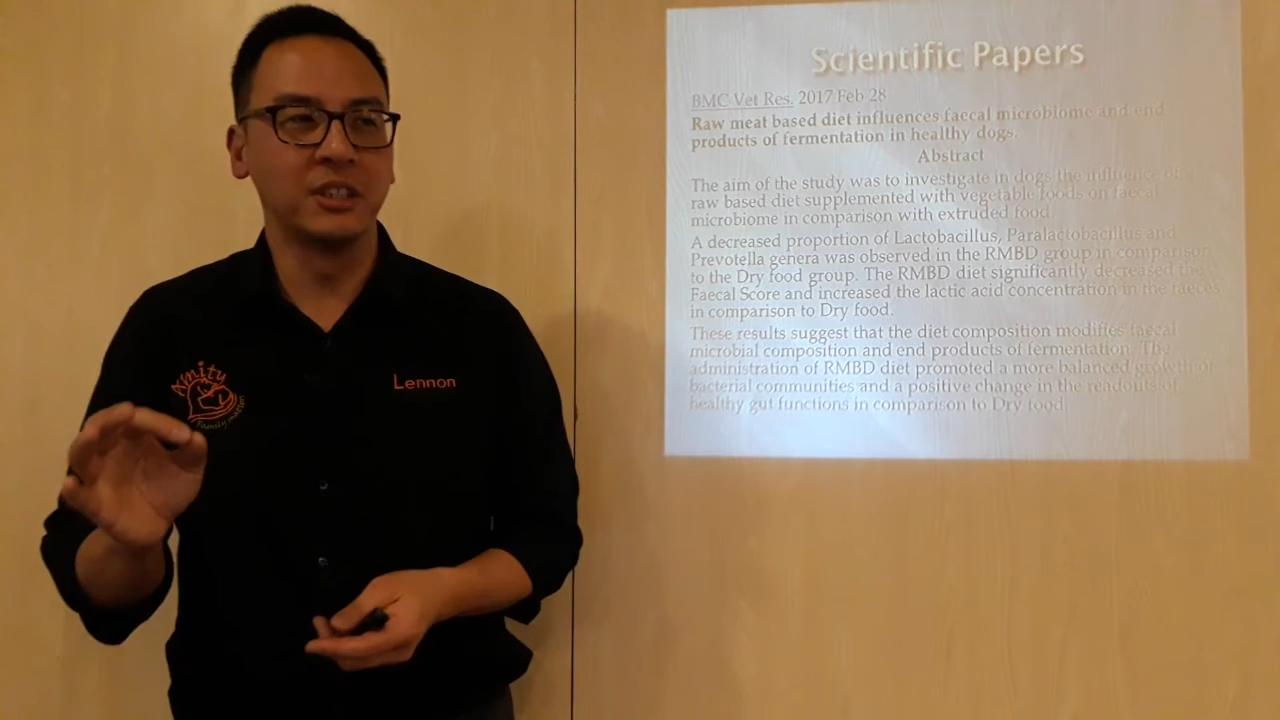 Amity
Family matters
Lennon
Scientific Papers
BMC Vet Res. 2017 Feb 28
Raw meat based diet influences faecal microbiome and end
products of fermentation in healthy dogs.
Abstract
The aim of the study was to investigate in dogs the influence of a
raw based diet supplemented with vegetable foods on faecal
microbiome in comparison with extruded food.
A decreased proportion of Lactobacillus, Paralactobacillus and
Prevotella genera was observed in the RMBD group in comparison
to the Dry food group. The RMBD diet significantly decreased the
Faecal Score and increased the lactic acid concentration in the faeces
in comparison to Dry food.
These results suggest that the diet composition modifies faecal
microbial composition and end products of fermentation. The
administration of RMBD diet promoted a more balanced growth of
bacterial communities and a positive change in the readouts of
healthy gut functions in comparison to Dry food.